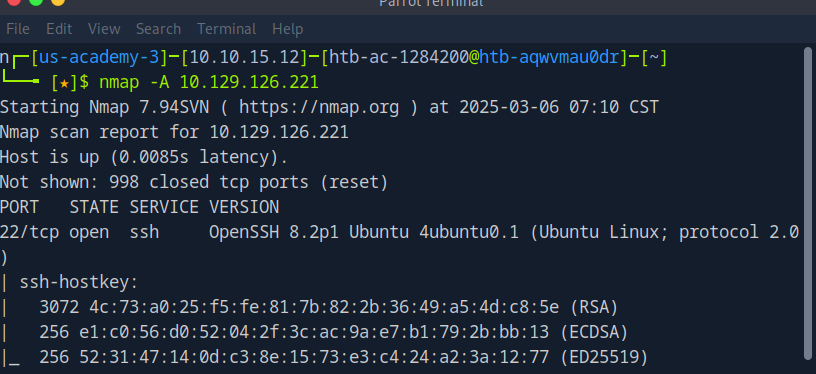 Parrot Terminal
File Edit View Search Terminal Help
n┌─[us-academy-3]─[10.10.15.12]─[htb-ac-1284200@htb-aqwvmau0dr]─[~]
└──╼ [★]$ nmap -A 10.129.126.221
Starting Nmap 7.94SVN ( https://nmap.org ) at 2025-03-06 07:10 CST
Nmap scan report for 10.129.126.221
Host is up (0.0085s latency).
Not shown: 998 closed tcp ports (reset)
PORT   STATE SERVICE VERSION
22/tcp open  ssh     OpenSSH 8.2p1 Ubuntu 4ubuntu0.1 (Ubuntu Linux; protocol 2.0
)
| ssh-hostkey:
|   3072 4c:73:a0:25:f5:fe:81:7b:82:2b:36:49:a5:4d:c8:5e (RSA)
|   256 e1:c0:56:d0:52:04:2f:3c:ac:9a:e7:b1:79:2b:bb:13 (ECDSA)
|_  256 52:31:47:14:0d:c3:8e:15:73:e3:c4:24:a2:3a:12:77 (ED25519)